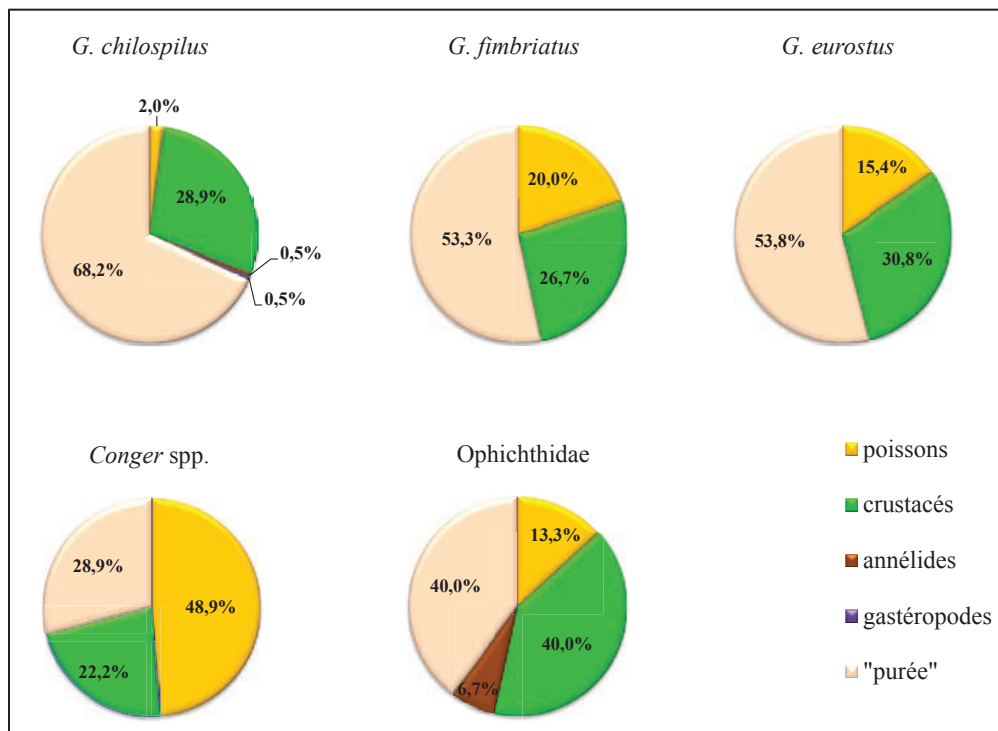 G. chilospilus
G. fimbriatus
G. eurostus
2,0%
28,9%
0,5%
0,5%
68,2%
20,0%
26,7%
53,3%
15,4%
30,8%
53,8%
Conger spp.
Ophichthidae
48,9%
22,2%
28,9%
13,3%
40,0%
6,7%
40,0%
poissons
crustacés
annélides
gastéropodes
"purée"